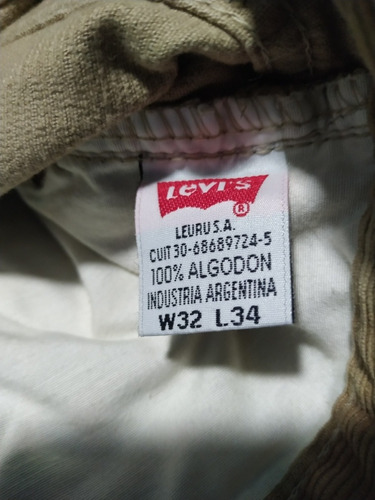 Levi's ®
LEURU S.A.
CUIT 30-68689724-5
100% ALGODON
INDUSTRIA ARGENTINA
W32 L34